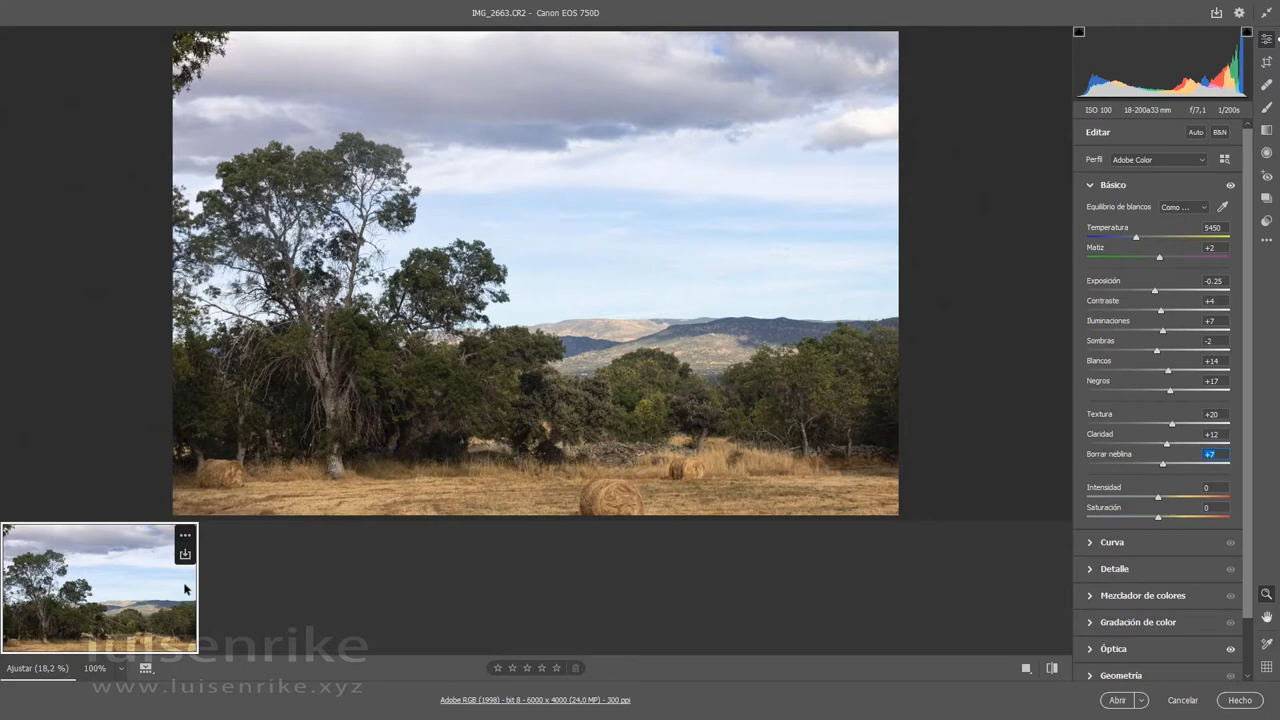 IMG_2663.CR2 - Canon EOS 750D
ISO 100 18-200a33 mm f/7,1 1/200s
Editar Auto B&N
Perfil Adobe Color
Básico
Equilibrio de blancos Como ...
Temperatura 5450
Matiz +2
Exposición -0.25
Contraste +4
Iluminaciones +7
Sombras -2
Blancos +14
Negros +17
Textura +20
Claridad +12
Borrar neblina +7
Intensidad 0
Saturación 0
Curva
Detalle
Mezclador de colores
Gradación de color
Óptica
Geometría
luisenrike
www.luisenrike.xyz
Ajustar (18,2 %) 100%
Adobe RGB (1998) - bit 8 - 6000 x 4000 (24,0 MP) - 300 ppi
Abrir Cancelar Hecho